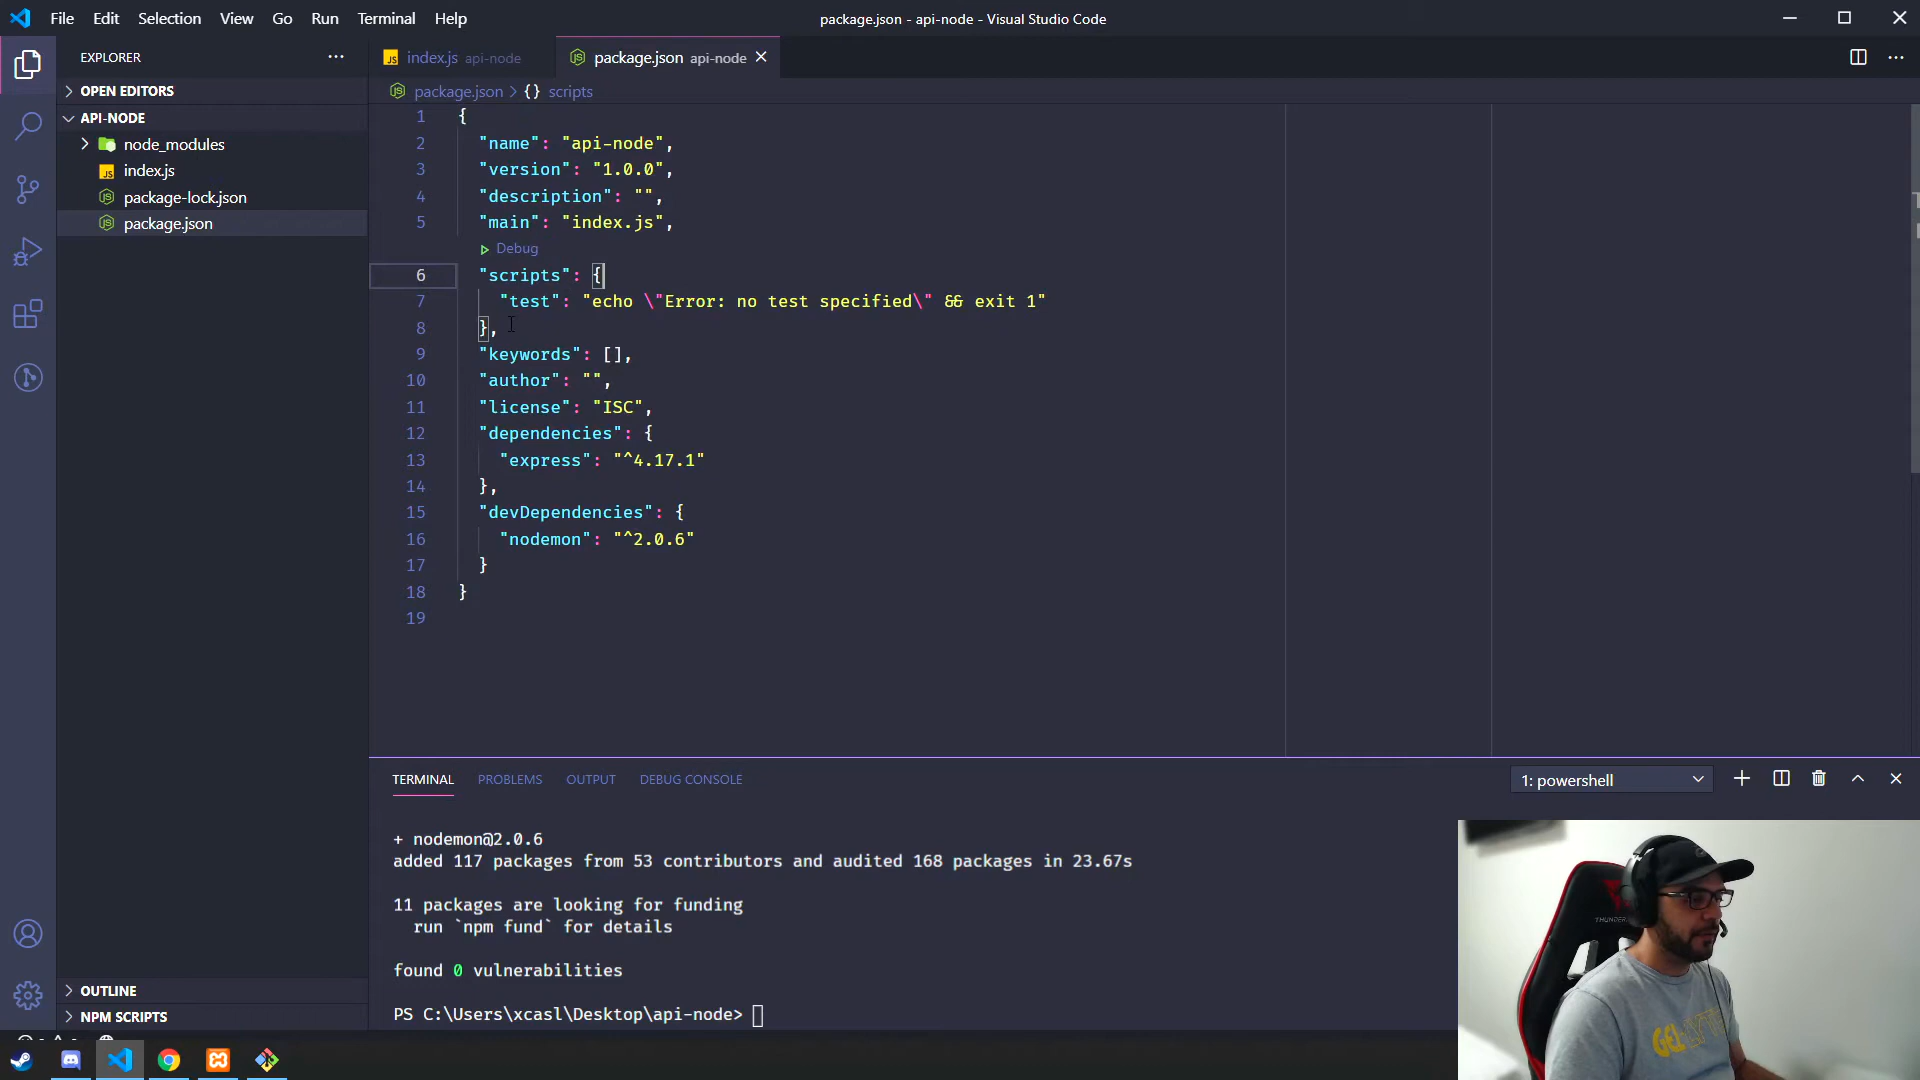 File Edit Selection View Go Run Terminal Help
package.json - api-node - Visual Studio Code
EXPLORER
OPEN EDITORS
API-NODE
node_modules
index.js
package-lock.json
package.json
OUTLINE
NPM SCRIPTS
index.js api-node
package.json api-node
package.json > {} scripts
1 {
2 "name": "api-node",
3 "version": "1.0.0",
4 "description": "",
5 "main": "index.js",
Debug
6 "scripts": {
7 "test": "echo \"Error: no test specified\" && exit 1"
8 },
9 "keywords": [],
10 "author": "",
11 "license": "ISC",
12 "dependencies": {
13 "express": "^4.17.1"
14 },
15 "devDependencies": {
16 "nodemon": "^2.0.6"
17 }
18 }
19
TERMINAL PROBLEMS OUTPUT DEBUG CONSOLE
1: powershell
+ nodemon@2.0.6
added 117 packages from 53 contributors and audited 168 packages in 23.67s
11 packages are looking for funding
run `npm fund` for details
found 0 vulnerabilities
PS C:\Users\xcasl\Desktop\api-node>